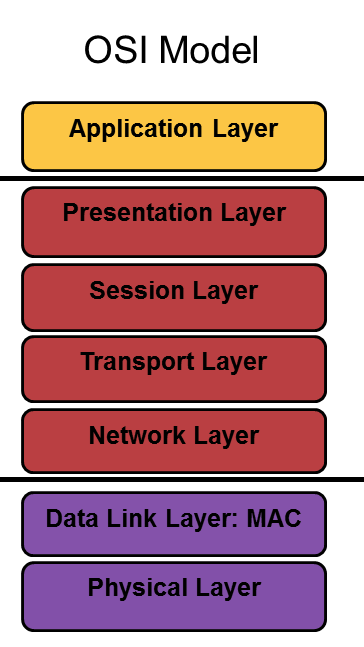 OSI Model
Application Layer
Presentation Layer
Session Layer
Transport Layer
Network Layer
Data Link Layer: MAC
Physical Layer